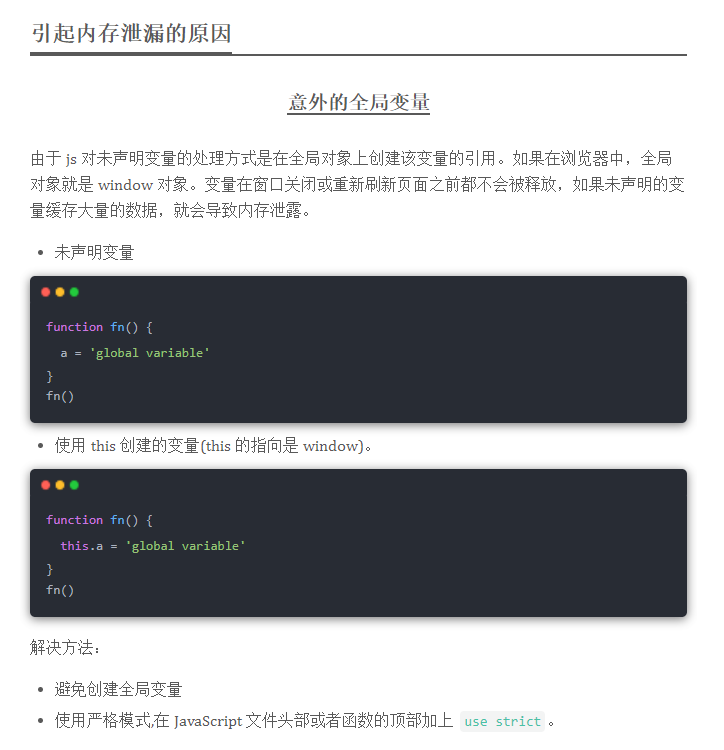 引起内存泄漏的原因
意外的全局变量
由于 js 对未声明变量的处理方式是在全局对象上创建该变量的引用。如果在浏览器中，全局
对象就是 window 对象。变量在窗口关闭或重新刷新页面之前都不会被释放，如果未声明的变
量缓存大量的数据，就会导致内存泄露。
• 未声明变量
function fn() {
  a = 'global variable'
}
fn()
• 使用 this 创建的变量(this 的指向是 window)。
function fn() {
  this.a = 'global variable'
}
fn()
解决方法：
• 避免创建全局变量
• 使用严格模式,在 JavaScript 文件头部或者函数的顶部加上 use strict 。